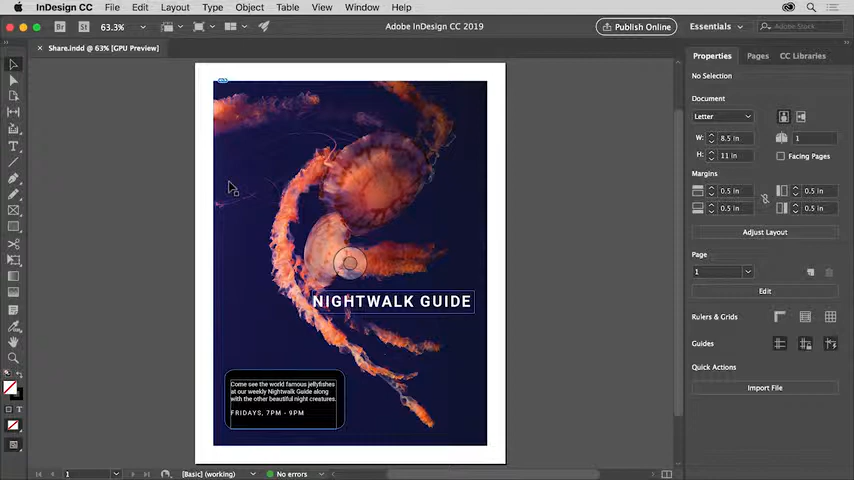 InDesign CC File Edit Layout Type Object Table View Window Help
Br St 63.3% Adobe InDesign CC 2019 Publish Online Essentials Adobe Stock
× Share.indd @ 63% [GPU Preview]
Properties Pages CC Libraries
No Selection
Document
Letter
W: 8.5 in 1
H: 11 in Facing Pages
Margins
0.5 in 0.5 in
0.5 in 0.5 in
Adjust Layout
Page
1
Edit
Rulers & Grids
Guides
Quick Actions
Import File
NIGHTWALK GUIDE
Come see the world famous jellyfishes
at our weekly Nightwalk Guide along
with the other beautiful night creatures.
FRIDAYS, 7PM - 9PM
1 [Basic] (working) No errors